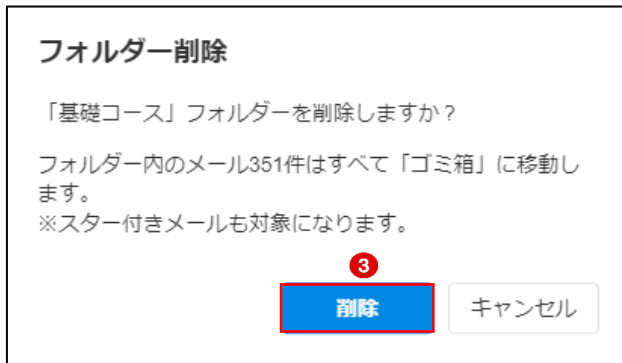 フォルダー削除
「基礎コース」フォルダーを削除しますか？
フォルダー内のメール351件はすべて「ゴミ箱」に移動し
ます。
※スター付きメールも対象になります。
3
削除 キャンセル